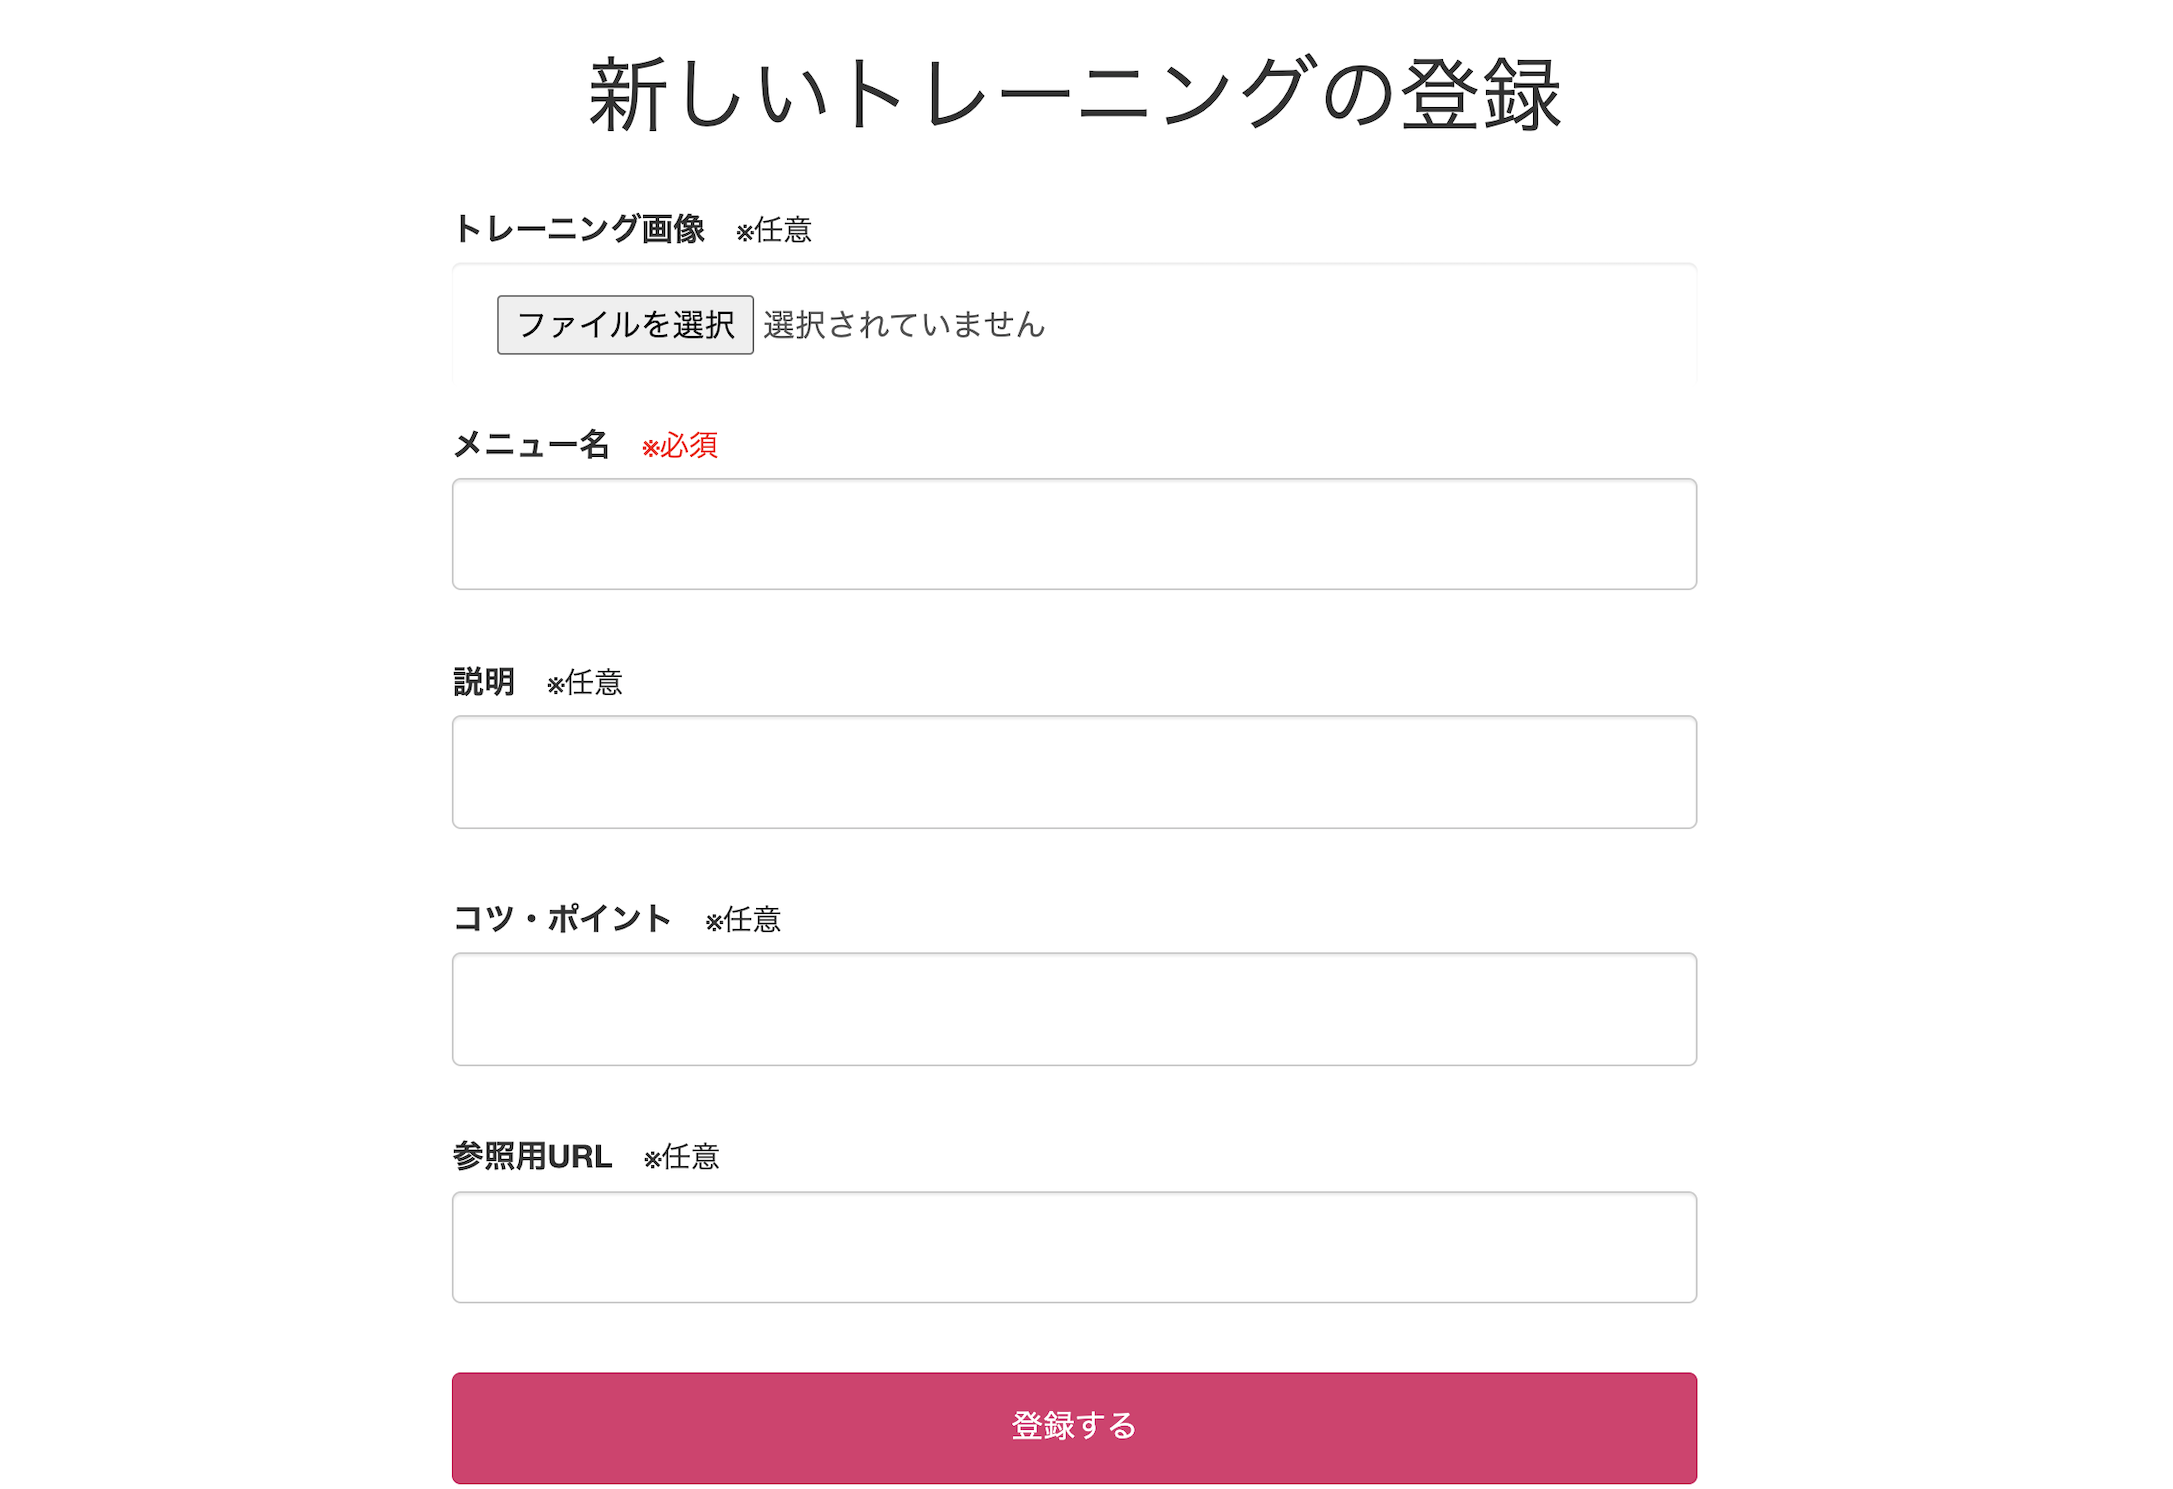 新しいトレーニングの登録
トレーニング画像 ※任意
ファイルを選択 選択されていません
メニュー名 ※必須
説明 ※任意
コツ・ポイント ※任意
参照用URL ※任意
登録する